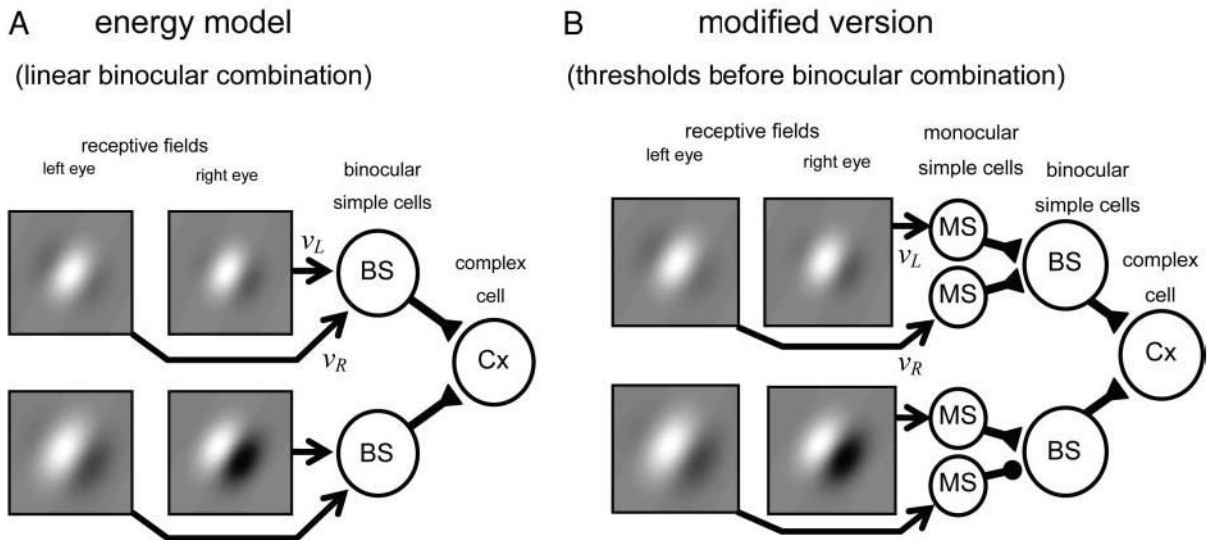 A energy model
(linear binocular combination)
receptive fields
left eye
right eye
binocular
simple cells
v_L
BS
complex
cell
v_R
Cx
BS
B modified version
(thresholds before binocular combination)
receptive fields
left eye
right eye
monocular
simple cells
binocular
simple cells
MS
v_L
MS
BS
complex
cell
v_R
Cx
MS
BS
MS